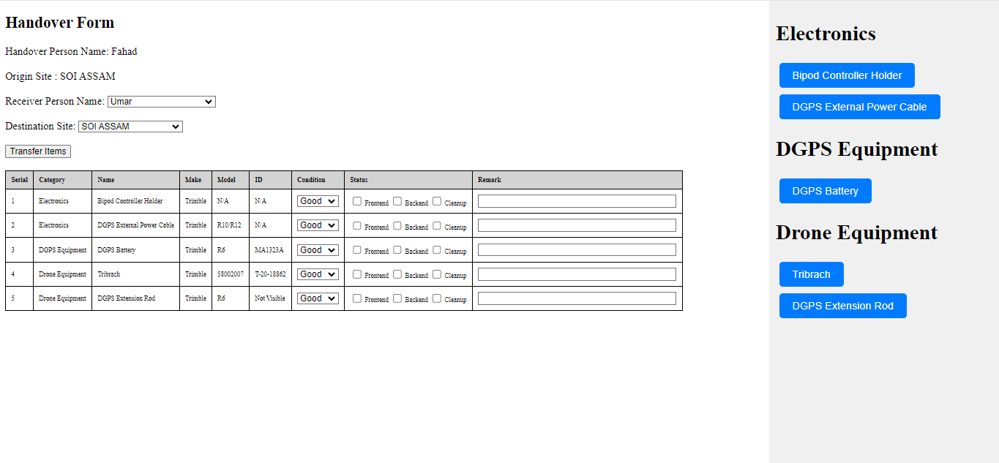 Handover Form
Handover Person Name: Fahad
Origin Site : SOI ASSAM
Receiver Person Name: Umar
Destination Site: SOI ASSAM
Transfer Items
Serial Category Name Make Model ID Condition Status Remark
1 Electronics Bipod Controller Holder Trimble N/A N/A Good Frontend Backend Cleanup
2 Electronics DGPS External Power Cable Trimble R10/R12 N/A Good Frontend Backend Cleanup
3 DGPS Equipment DGPS Battery Trimble R6 MA1323A Good Frontend Backend Cleanup
4 Drone Equipment Tribrach Trimble 58002007 T-20-18862 Good Frontend Backend Cleanup
5 Drone Equipment DGPS Extension Rod Trimble R6 Not Visible Good Frontend Backend Cleanup
Electronics
Bipod Controller Holder
DGPS External Power Cable
DGPS Equipment
DGPS Battery
Drone Equipment
Tribrach
DGPS Extension Rod